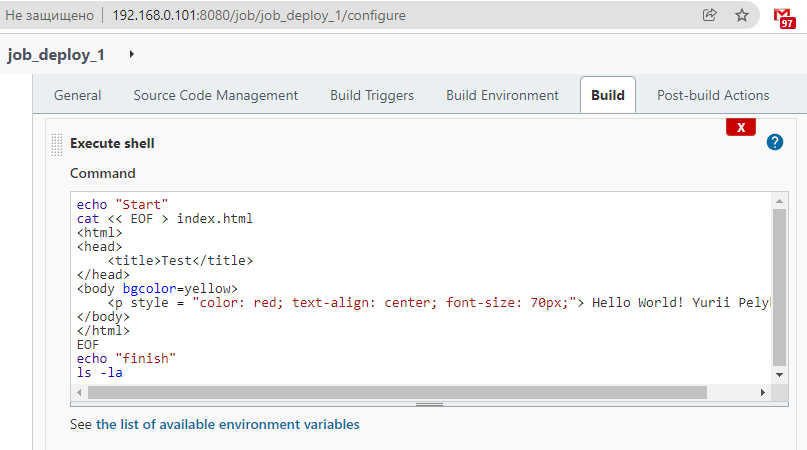 Не защищено 192.168.0.101:8080/job/job_deploy_1/configure
97
job_deploy_1
General Source Code Management Build Triggers Build Environment Build Post-build Actions
X
Execute shell
?
Command
echo "Start"
cat << EOF > index.html
<html>
<head>
    <title>Test</title>
</head>
<body bgcolor=yellow>
    <p style = "color: red; text-align: center; font-size: 70px;"> Hello World! Yurii
</body>
</html>
EOF
echo "finish"
ls -la
See the list of available environment variables